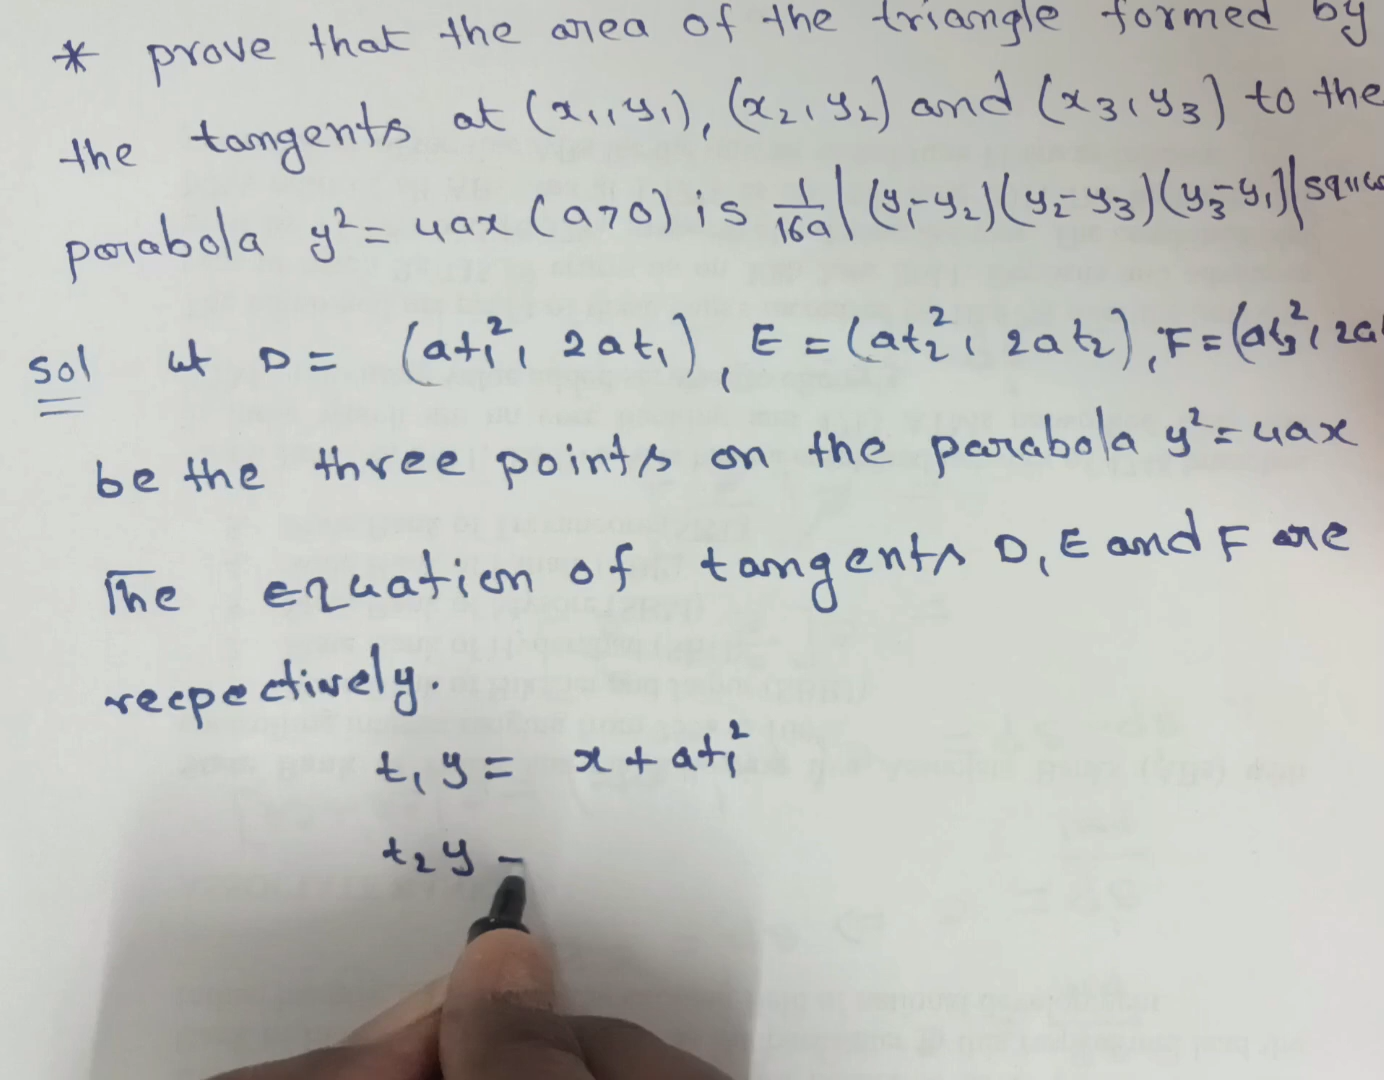 * prove that the area of the triangle formed by
the tangents at (x₁,y₁), (x₂,y₂) and (x₃,y₃) to the
parabola y² = 4ax (a>0) is 1/16a |(y₁-y₂)(y₂-y₃)(y₃-y₁)|
Sol let D = (at₁², 2at₁), E = (at₂², 2at₂), F = (at₃², 2a
be the three points on the parabola y² = 4ax
The equation of tangents D, E and F are
recpectively.
t₁y = x + at₁²
t₂y -